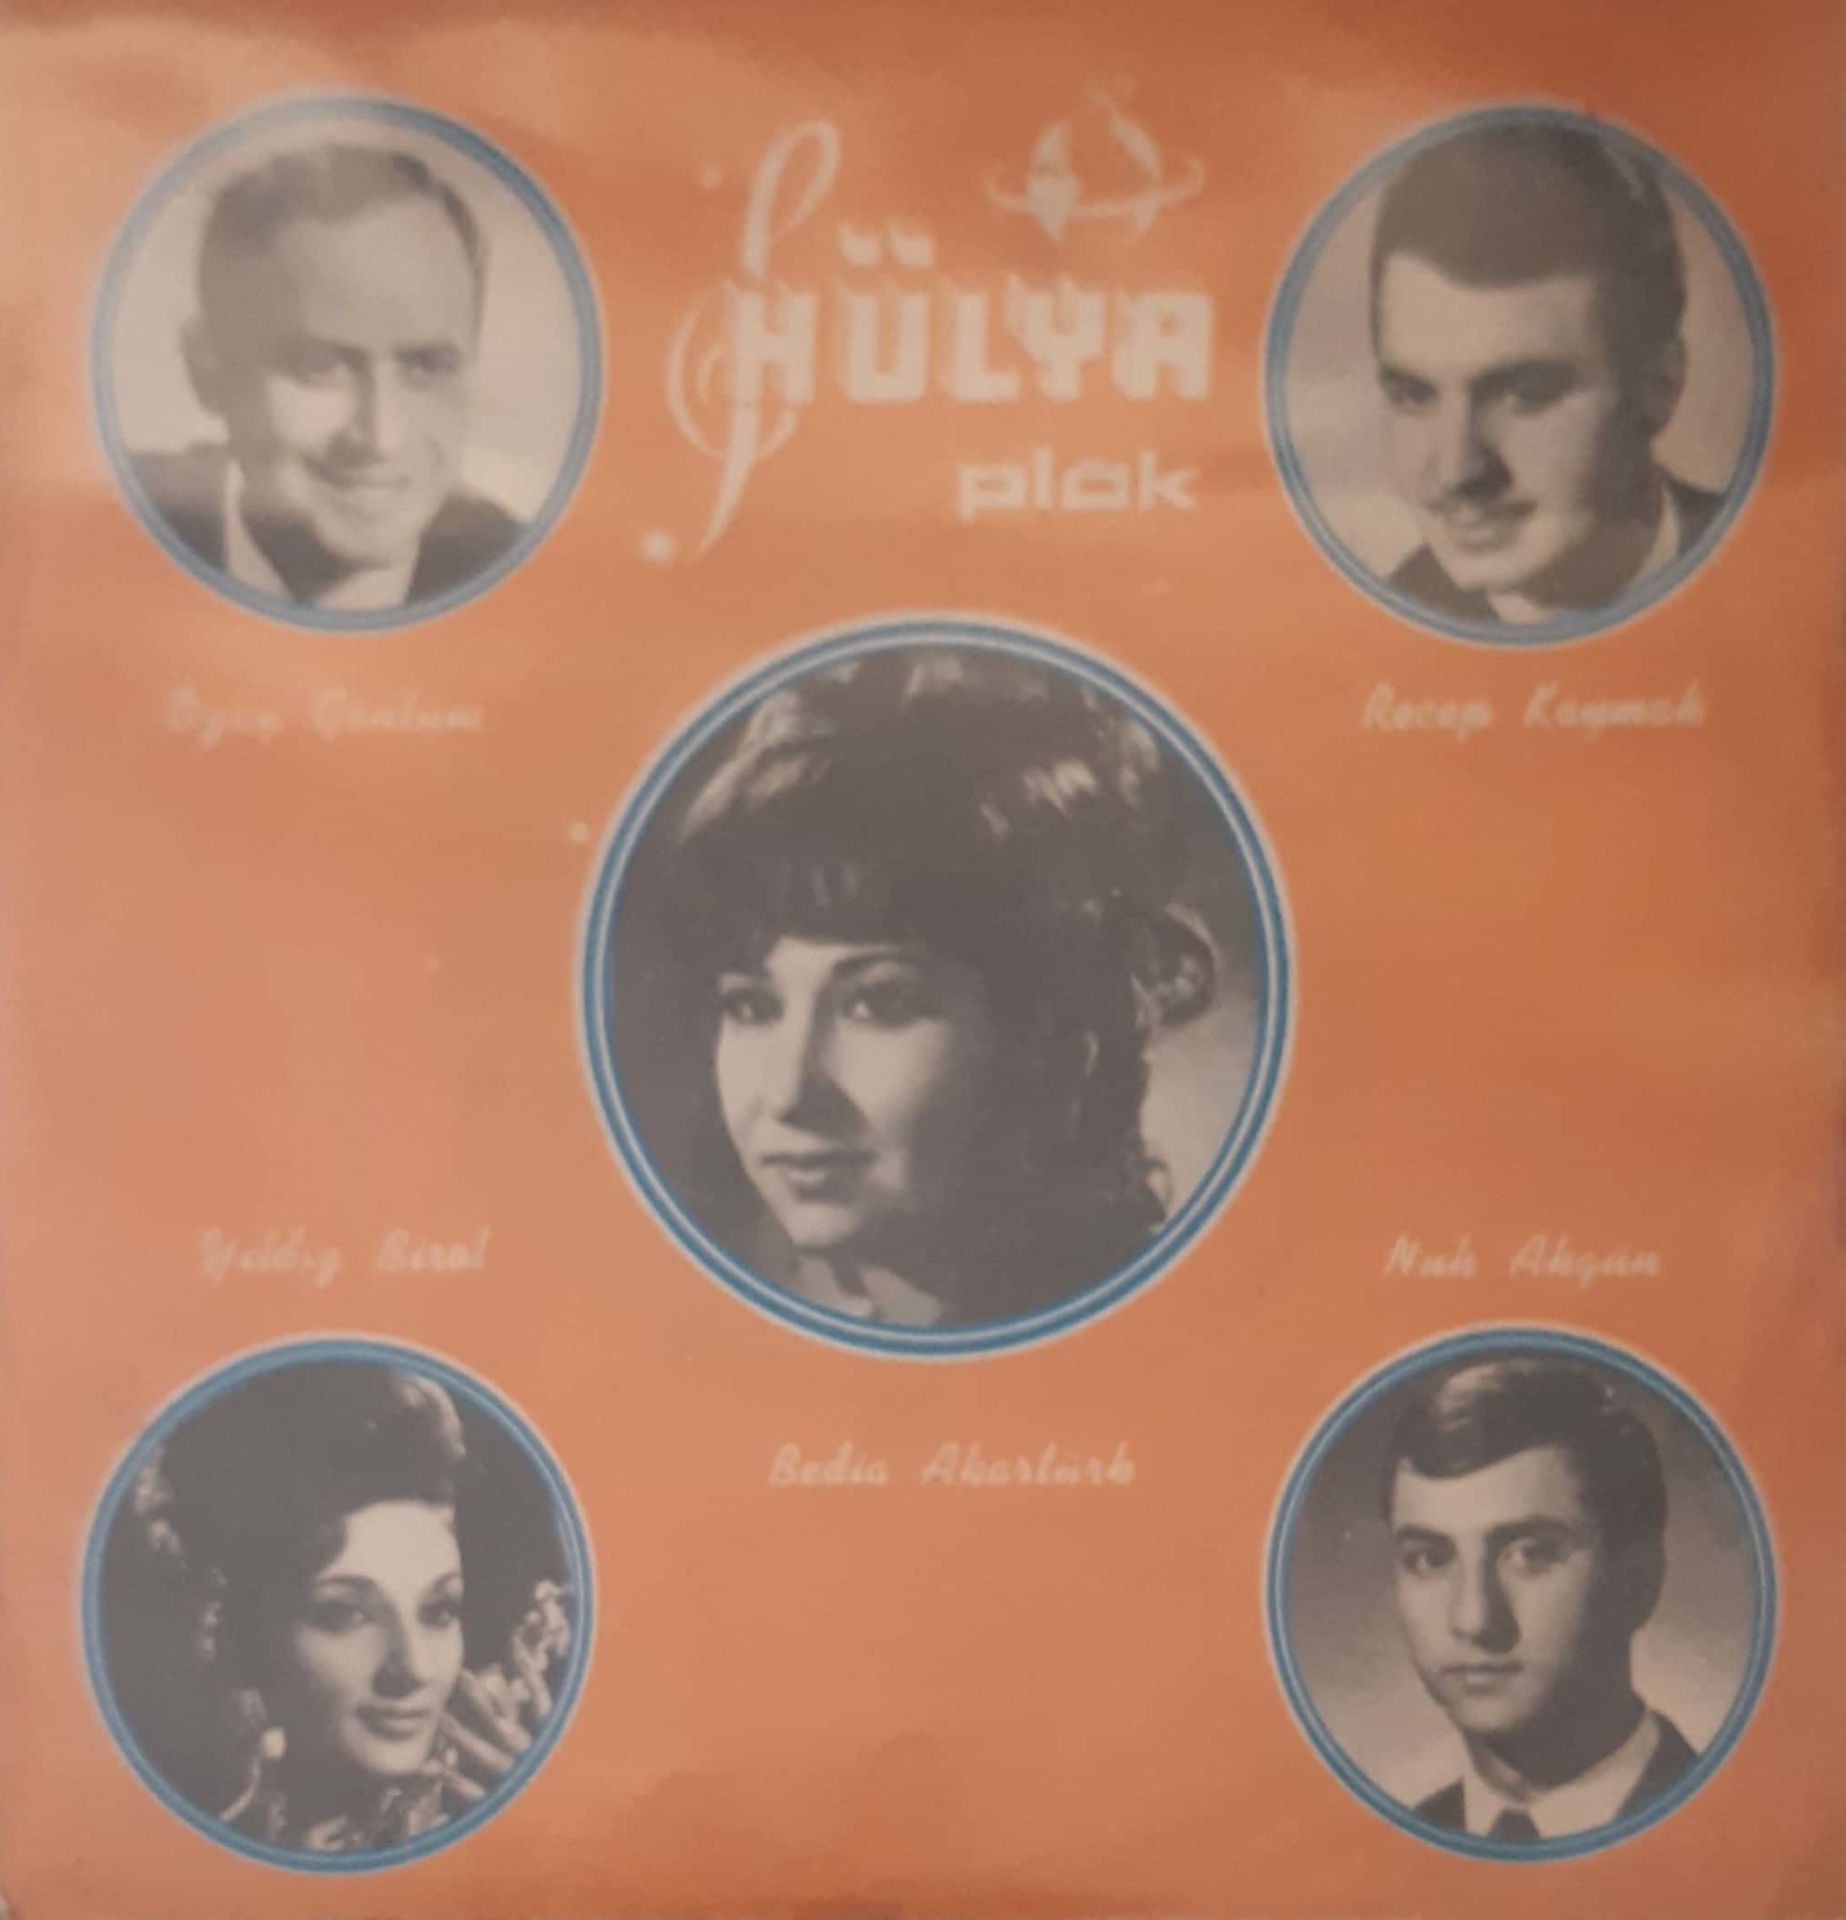 HÜLYA
plak
Recep Kaymak
Yıldız Birol
Nuh Akgün
Bedia Akartürk